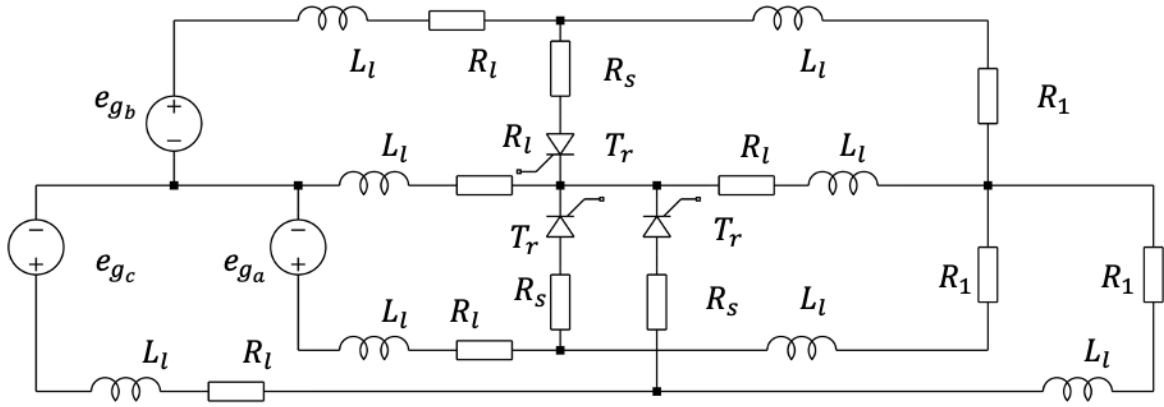 L_l R_l R_s L_l R_1
e_{g_b} L_l R_l T_r R_l L_l
e_{g_c} e_{g_a} T_r T_r R_1 R_1
L_l R_l R_s R_s L_l
L_l R_l L_l